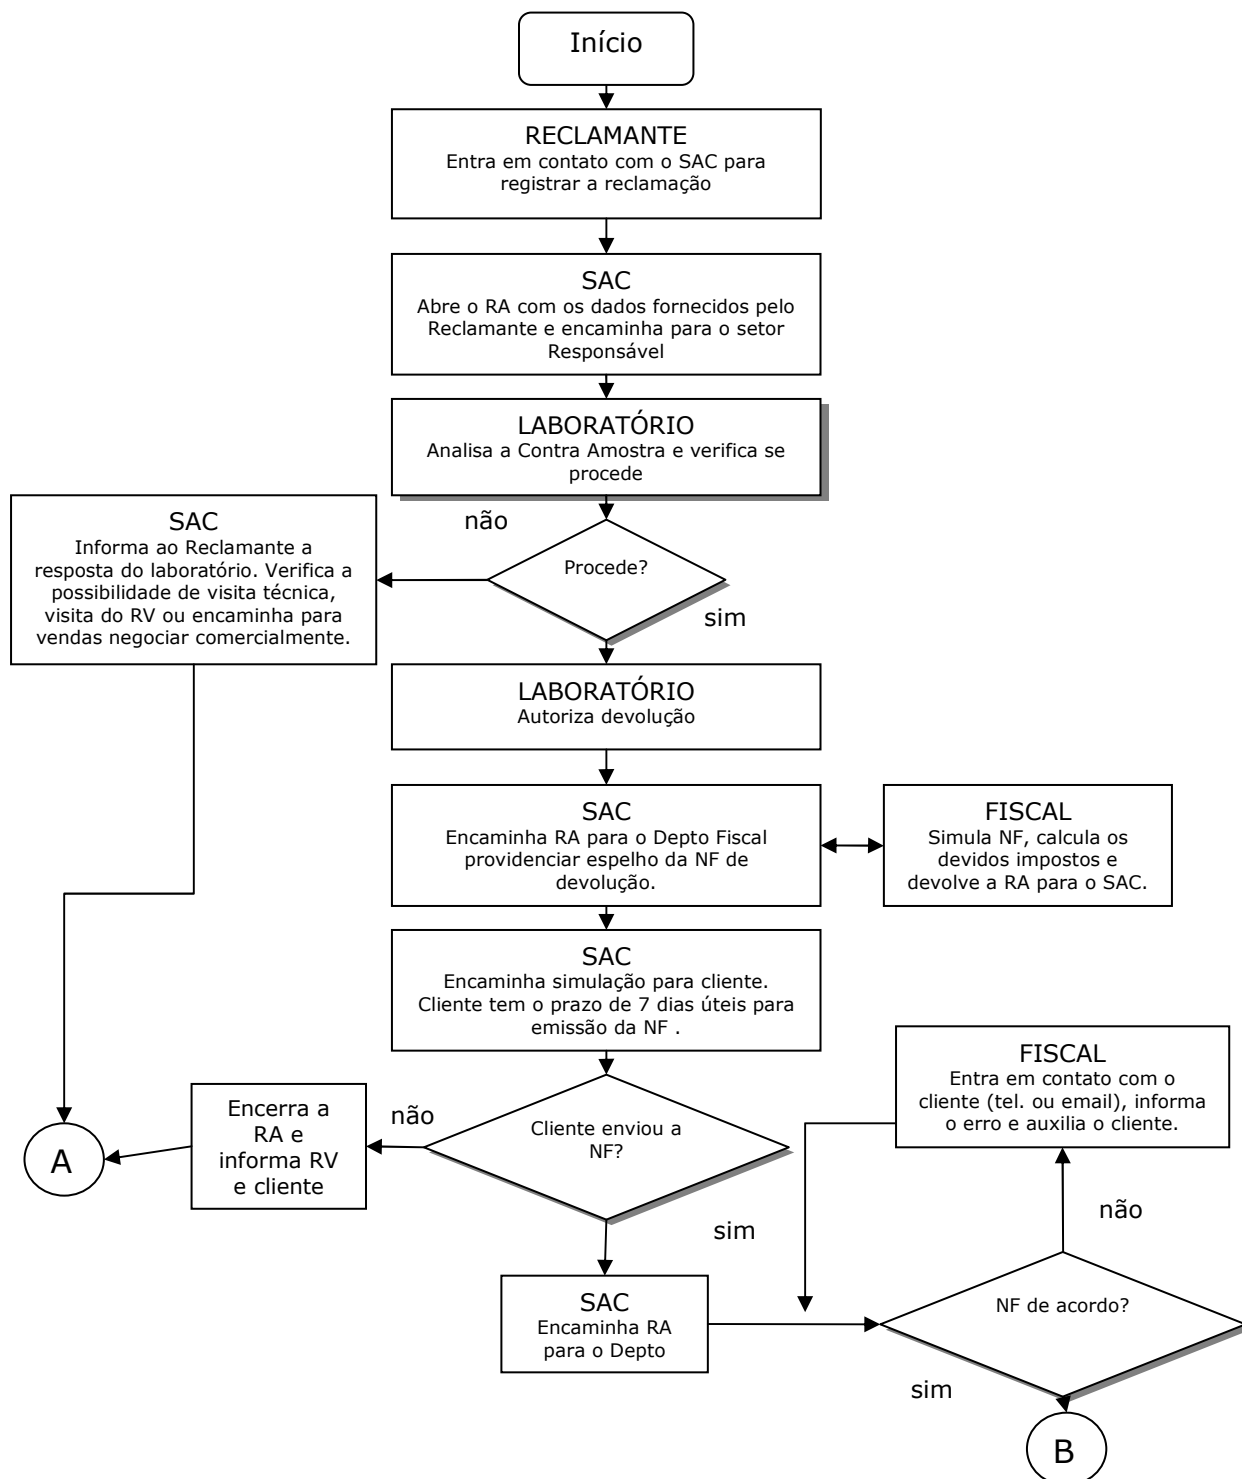 Início
RECLAMANTE
Entra em contato com o SAC para
registrar a reclamação
SAC
Abre o RA com os dados fornecidos pelo
Reclamante e encaminha para o setor
Responsável
LABORATÓRIO
Analisa a Contra Amostra e verifica se
procede
não
Procede?
sim
SAC
Informa ao Reclamante a
resposta do laboratório. Verifica a
possibilidade de visita técnica,
visita do RV ou encaminha para
vendas negociar comercialmente.
LABORATÓRIO
Autoriza devolução
SAC
Encaminha RA para o Depto Fiscal
providenciar espelho da NF de
devolução.
FISCAL
Simula NF, calcula os
devidos impostos e
devolve a RA para o SAC.
SAC
Encaminha simulação para cliente.
Cliente tem o prazo de 7 dias úteis para
emissão da NF .
FISCAL
Entra em contato com o
cliente (tel. ou email), informa
o erro e auxilia o cliente.
Cliente enviou a
NF?
não
Encerra a
RA e
informa RV
e cliente
A
sim
SAC
Encaminha RA
para o Depto
não
NF de acordo?
sim
B